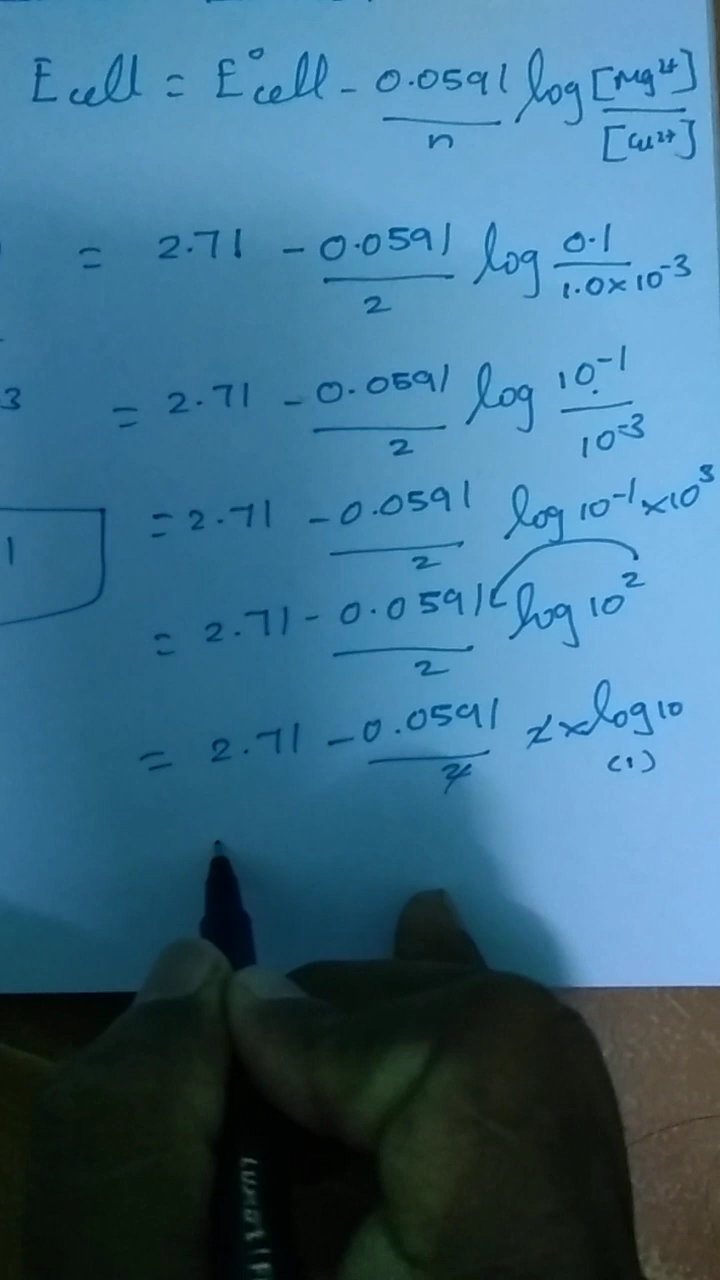 Ecell = E°cell - 0.0591/n log [Mg²⁺]/[Cu²⁺]
= 2.71 - 0.0591/2 log 0.1/1.0×10⁻³
3 = 2.71 - 0.0591/2 log 10⁻¹/10⁻³
= 2.71 - 0.0591/2 log 10⁻¹×10³
1
= 2.71 - 0.0591/2 log 10²
= 2.71 - 0.0591/2 2×log10
(1)